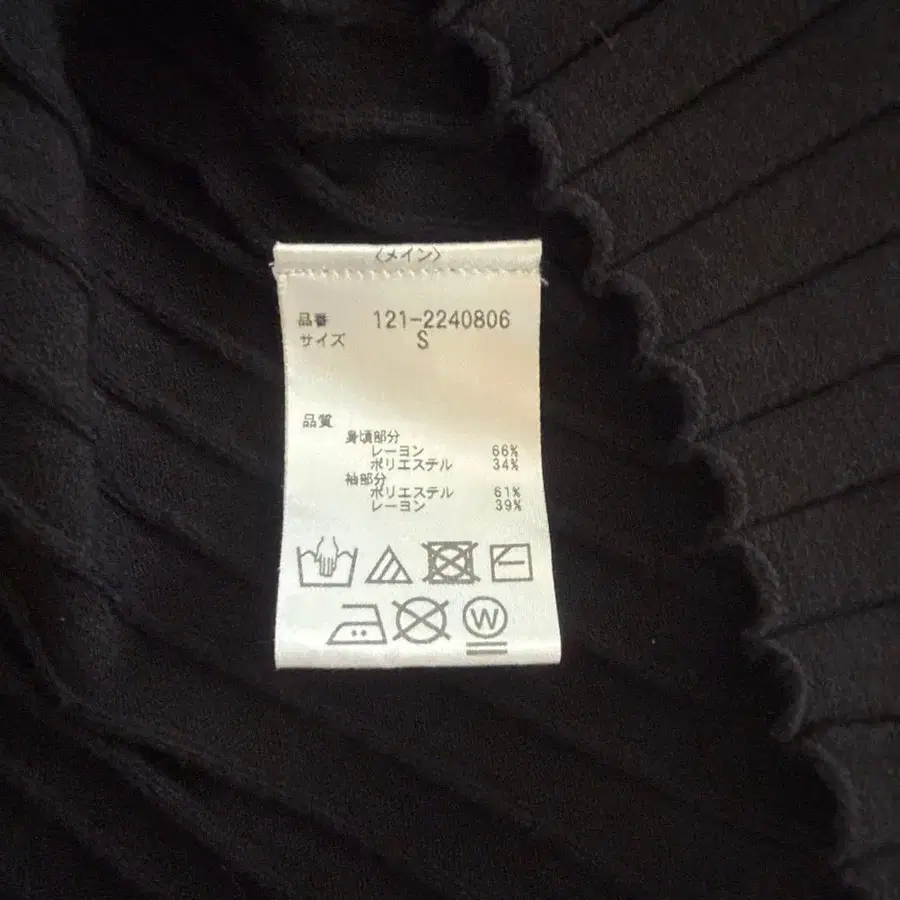 〈メイン〉
品番 121-2240806
サイズ S
品質
身頃部分
レーヨン 66%
ポリエステル 34%
袖部分
ポリエステル 61%
レーヨン 39%
W